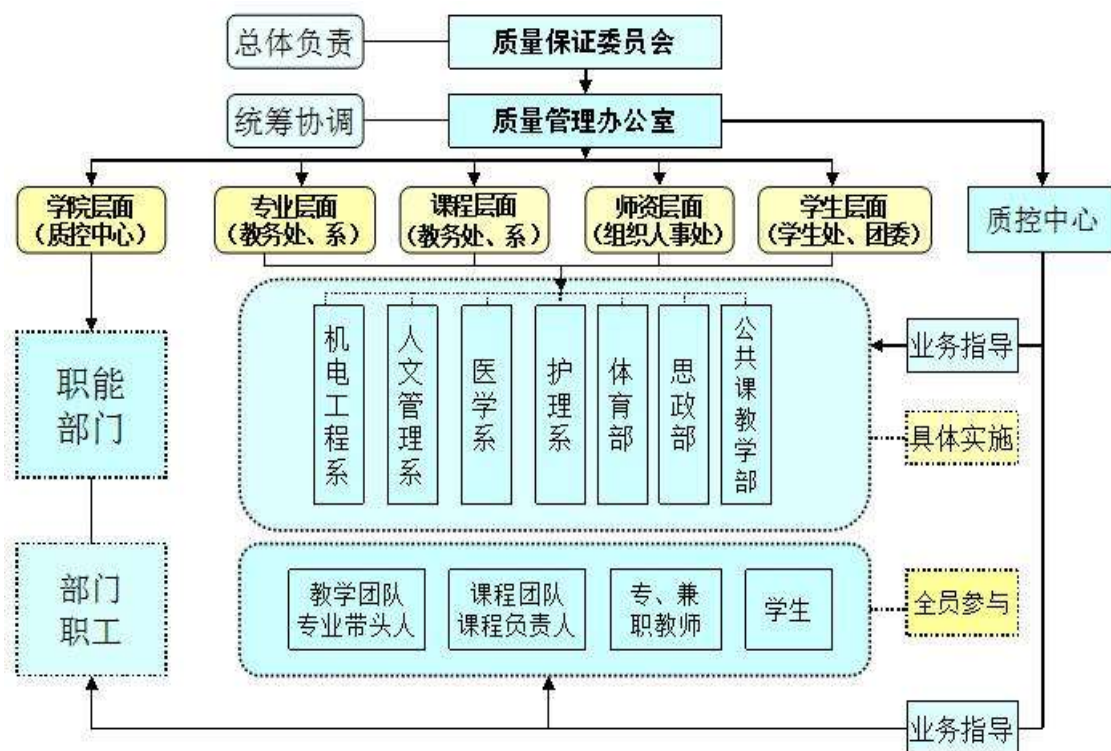 总体负责
质量保证委员会
统筹协调
质量管理办公室
学院层面
（质控中心）
专业层面
（教务处、系）
课程层面
（教务处、系）
师资层面
（组织人事处）
学生层面
（学生处、团委）
质控中心
职能
部门
机电工程系
人文管理系
医学系
护理系
体育部
思政部
公共课教学部
业务指导
具体实施
部门
职工
教学团队
专业带头人
课程团队
课程负责人
专、兼
职教师
学生
全员参与
业务指导